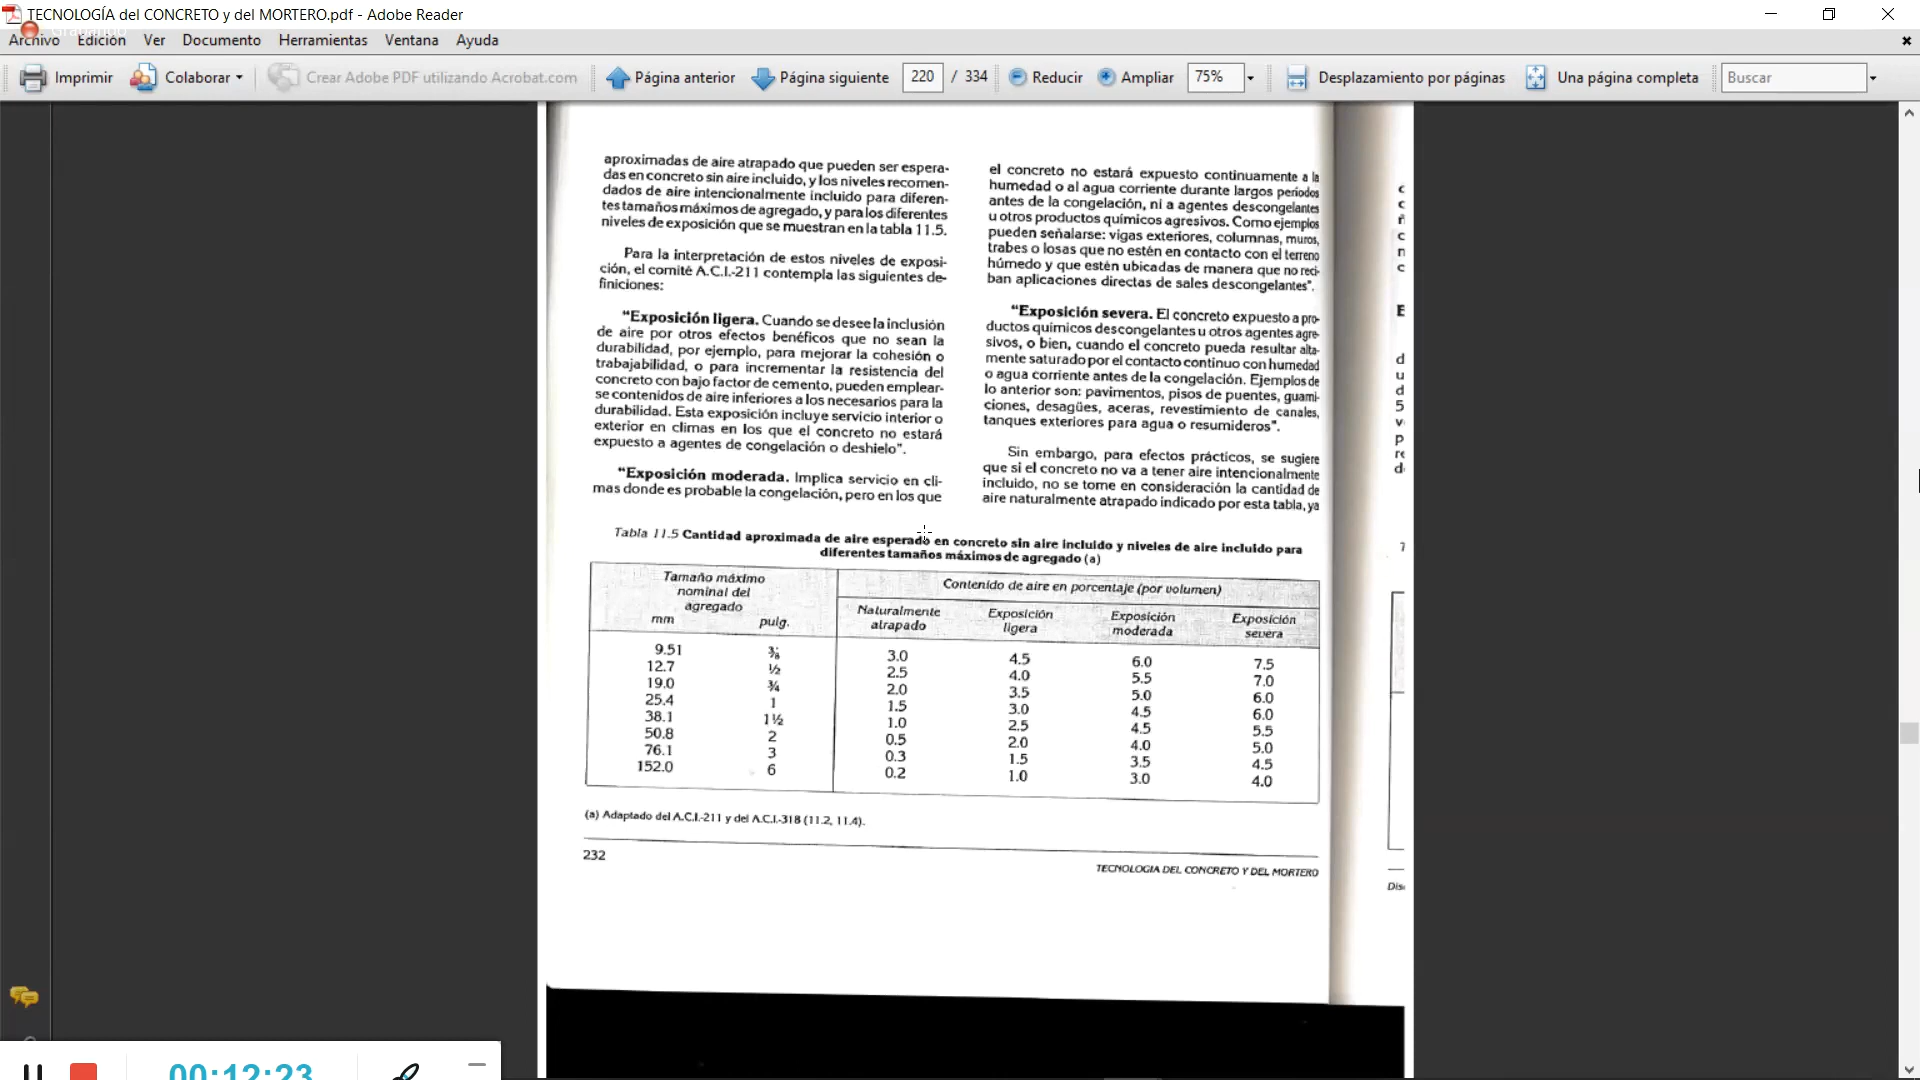 TECNOLOGÍA del CONCRETO y del MORTERO.pdf - Adobe Reader
Archivo Edición Ver Documento Herramientas Ventana Ayuda
Imprimir Colaborar Crear Adobe PDF utilizando Acrobat.com Página anterior Página siguiente 220 / 334 Reducir Ampliar 75% Desplazamiento por páginas Una página completa Buscar
aproximadas de aire atrapado que pueden ser espera-
das en concreto sin aire incluido, y los niveles recomen-
dados de aire intencionalmente incluido para diferen-
tes tamaños máximos de agregado, y para los diferentes
niveles de exposición que se muestran en la tabla 11.5.
Para la interpretación de estos niveles de exposi-
ción, el comité A.C.I.-211 contempla las siguientes de-
finiciones:
"Exposición ligera. Cuando se desee la inclusión
de aire por otros efectos benéficos que no sean la
durabilidad, por ejemplo, para mejorar la cohesión o
trabajabilidad, o para incrementar la resistencia del
concreto con bajo factor de cemento, pueden emplear-
se contenidos de aire inferiores a los necesarios para la
durabilidad. Esta exposición incluye servicio interior o
exterior en climas en los que el concreto no estará
expuesto a agentes de congelación o deshielo".
"Exposición moderada. Implica servicio en cli-
mas donde es probable la congelación, pero en los que
el concreto no estará expuesto continuamente a la
humedad o al agua corriente durante largos periodos
antes de la congelación, ni a agentes descongelantes
u otros productos químicos agresivos. Como ejemplos
pueden señalarse: vigas exteriores, columnas, muros,
trabes o losas que no estén en contacto con el terreno
húmedo y que estén ubicadas de manera que no reci-
ban aplicaciones directas de sales descongelantes".
"Exposición severa. El concreto expuesto a pro-
ductos químicos descongelantes u otros agentes agre-
sivos, o bien, cuando el concreto pueda resultar alta-
mente saturado por el contacto continuo con humedad
o agua corriente antes de la congelación. Ejemplos de
lo anterior son: pavimentos, pisos de puentes, guarni-
ciones, desagües, aceras, revestimiento de canales,
tanques exteriores para agua o resumideros".
Sin embargo, para efectos prácticos, se sugiere
que si el concreto no va a tener aire intencionalmente
incluido, no se tome en consideración la cantidad de
aire naturalmente atrapado indicado por esta tabla, ya
Tabla 11.5 Cantidad aproximada de aire esperado en concreto sin aire incluido y niveles de aire incluido para
diferentes tamaños máximos de agregado (a)
Tamaño máximo
nominal del
agregado
mm pulg.
Contenido de aire en porcentaje (por volumen)
Naturalmente atrapado Exposición ligera Exposición moderada Exposición severa
9.51 ⅜ 3.0 4.5 6.0 7.5
12.7 ½ 2.5 4.0 5.5 7.0
19.0 ¾ 2.0 3.5 5.0 6.0
25.4 1 1.5 3.0 4.5 6.0
38.1 1 ½ 1.0 2.5 4.5 5.5
50.8 2 0.5 2.0 4.0 5.0
76.1 3 0.3 1.5 3.5 4.5
152.0 6 0.2 1.0 3.0 4.0
(a) Adaptado del A.C.I.-211 y del A.C.I.-318 (11.2, 11.4).
232
TECNOLOGIA DEL CONCRETO Y DEL MORTERO
00:12:23